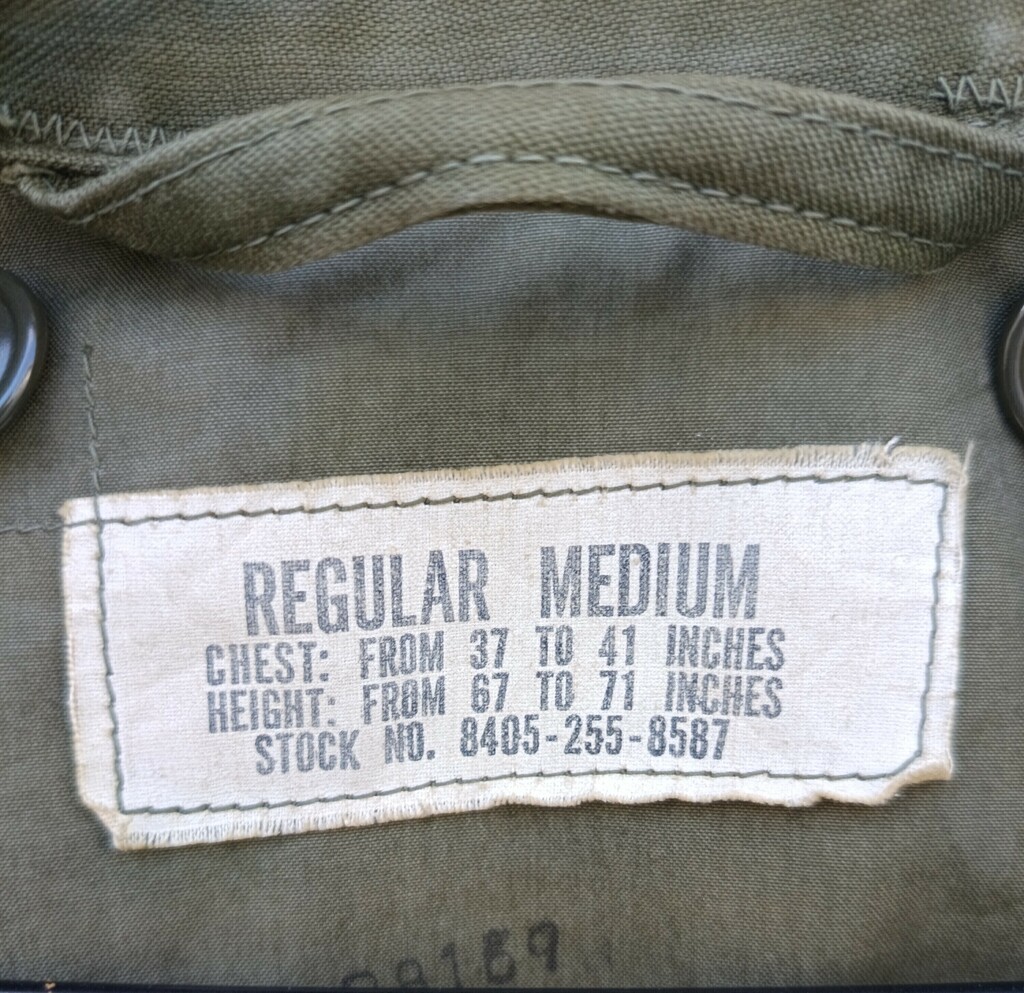 REGULAR MEDIUM
CHEST: FROM 37 TO 41 INCHES
HEIGHT: FROM 67 TO 71 INCHES
STOCK NO. 8405-255-8587